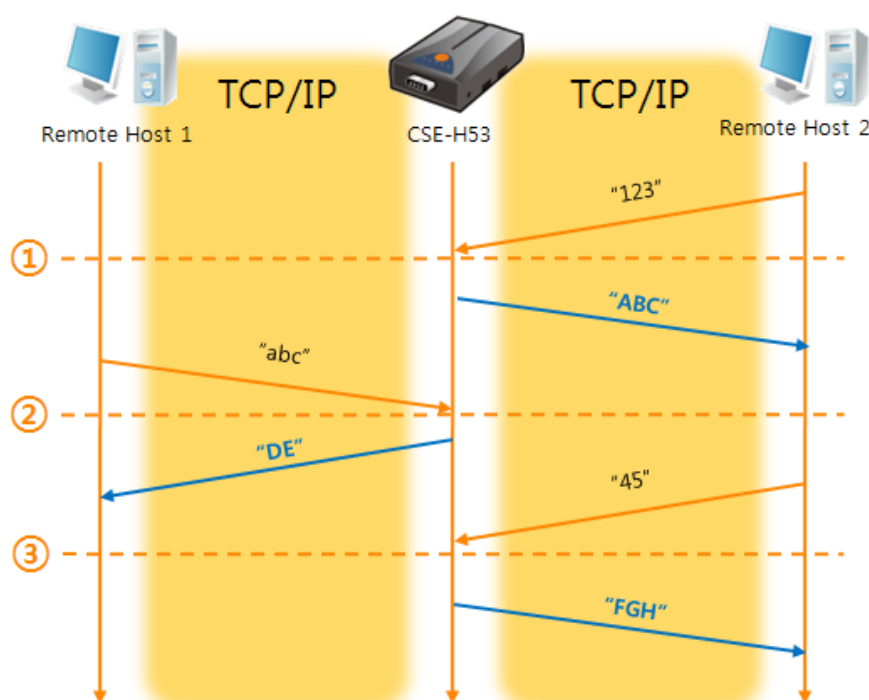 TCP/IP
TCP/IP
Remote Host 1
CSE-H53
Remote Host 2
"123"
①
"ABC"
"abc"
②
"DE"
"45"
③
"FGH"